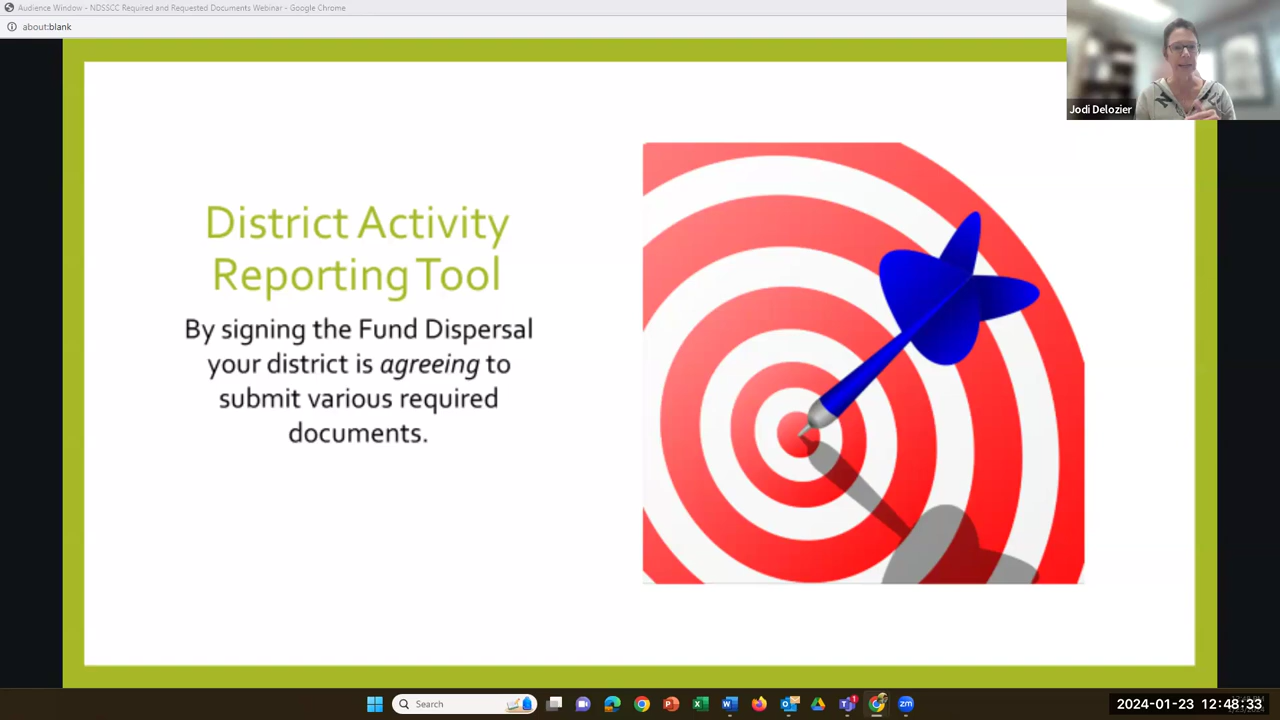 Audience Window - NDSSCC Required and Requested Documents Webinar - Google Chrome
about:blank
Jodi Delozier
District Activity
Reporting Tool
By signing the Fund Dispersal
your district is agreeing to
submit various required
documents.
Search
2024-01-23 12:48:33